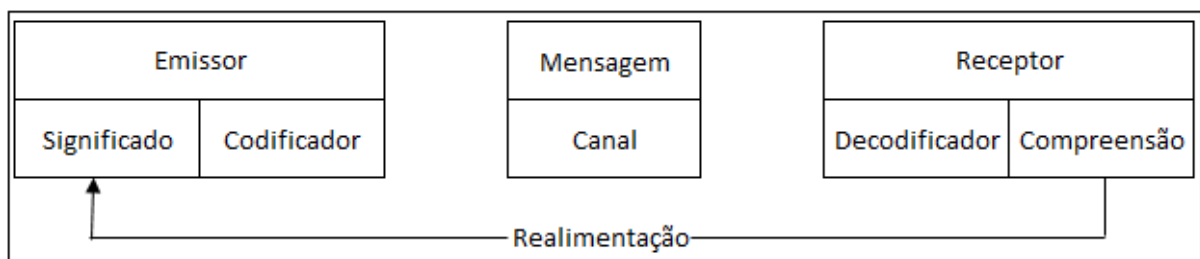 Emissor
Mensagem
Receptor
Significado
Codificador
Canal
Decodificador
Compreensão
Realimentação